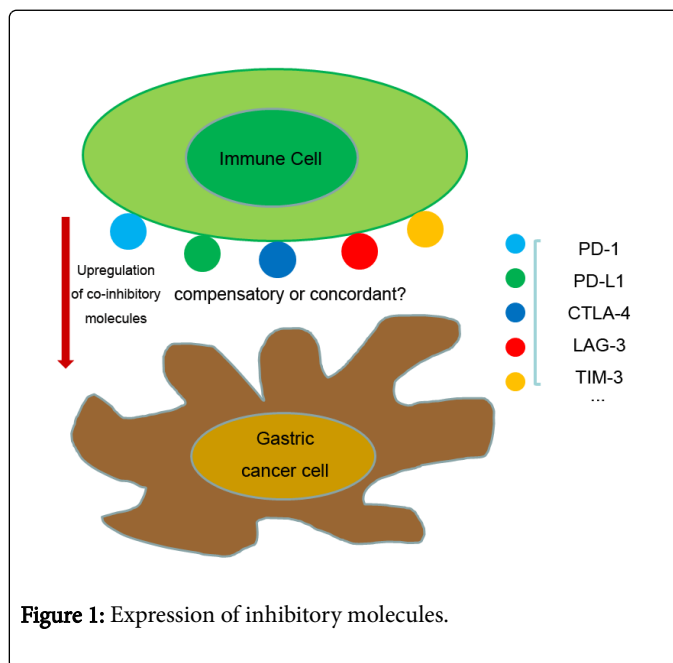 Immune Cell
Upregulation
of co-inhibitory
molecules
compensatory or concordant?
PD-1
PD-L1
CTLA-4
LAG-3
TIM-3
...
Gastric
cancer cell
Figure 1: Expression of inhibitory molecules.